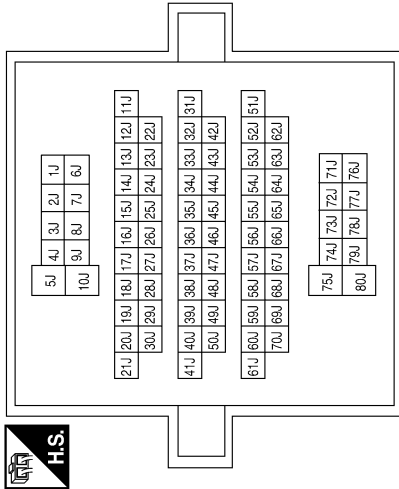 H.S.
5J 4J 3J 2J 1J
10J 9J 8J 7J 6J
21J 20J 19J 18J 17J 16J 15J 14J 13J 12J 11J
30J 29J 28J 27J 26J 25J 24J 23J 22J
41J 40J 39J 38J 37J 36J 35J 34J 33J 32J 31J
50J 49J 48J 47J 46J 45J 44J 43J 42J
61J 60J 59J 58J 57J 56J 55J 54J 53J 52J 51J
70J 69J 68J 67J 66J 65J 64J 63J 62J
75J 74J 73J 72J 71J
80J 79J 78J 77J 76J